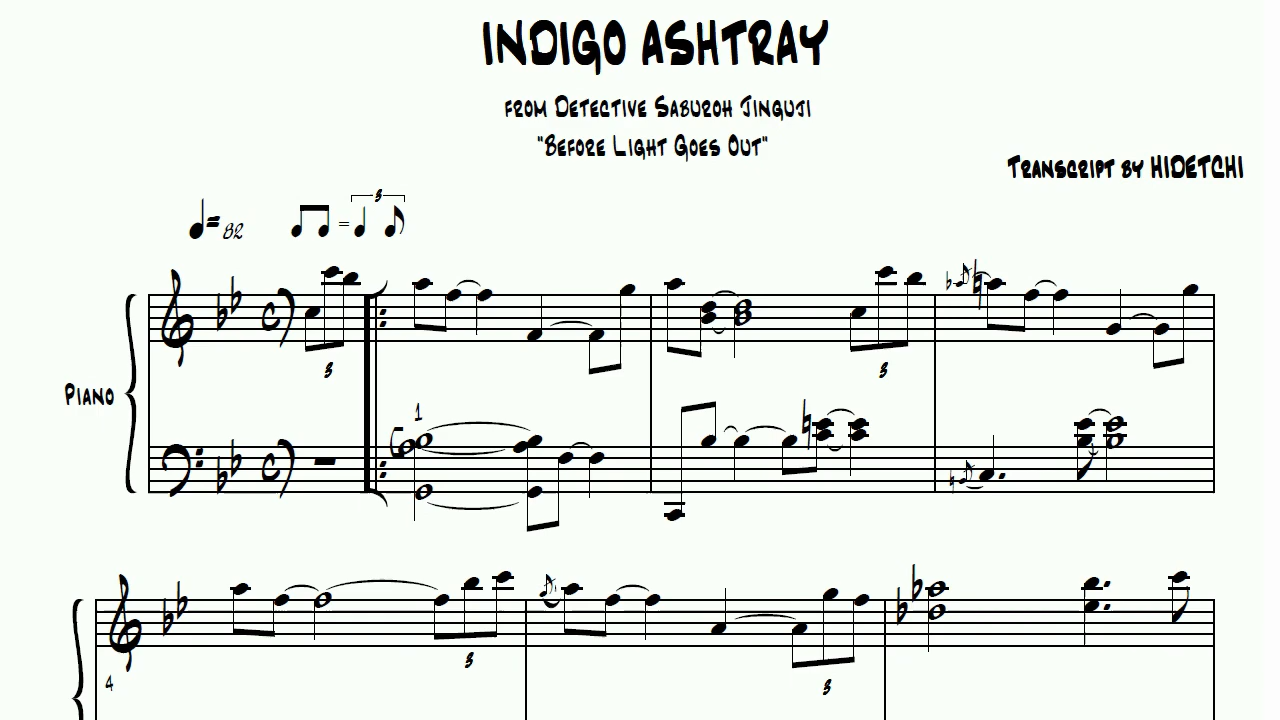 INDIGO ASHTRAY
FROM DETECTIVE SABUROH JINGUJI
"BEFORE LIGHT GOES OUT"
TRANSCRIPT BY HIDETCHI
3
= 82 =
3
3
PIANO
1
3
3
4